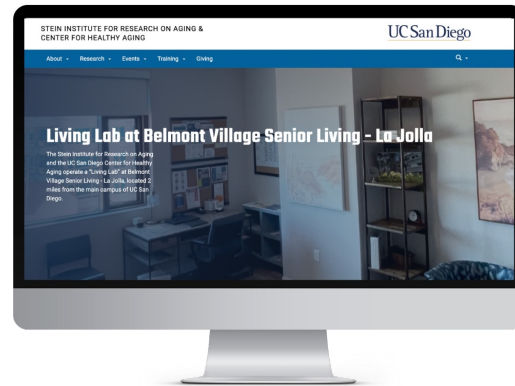 STEIN INSTITUTE FOR RESEARCH ON AGING &
CENTER FOR HEALTHY AGING
UC San Diego
About Research Events Training Giving
Living Lab at Belmont Village Senior Living - La Jolla
The Stein Institute for Research on Aging
and the UC San Diego Center for Healthy
Aging operate a "Living Lab" at Belmont
Village Senior Living - La Jolla, located 2
miles from the main campus of UC San
Diego.